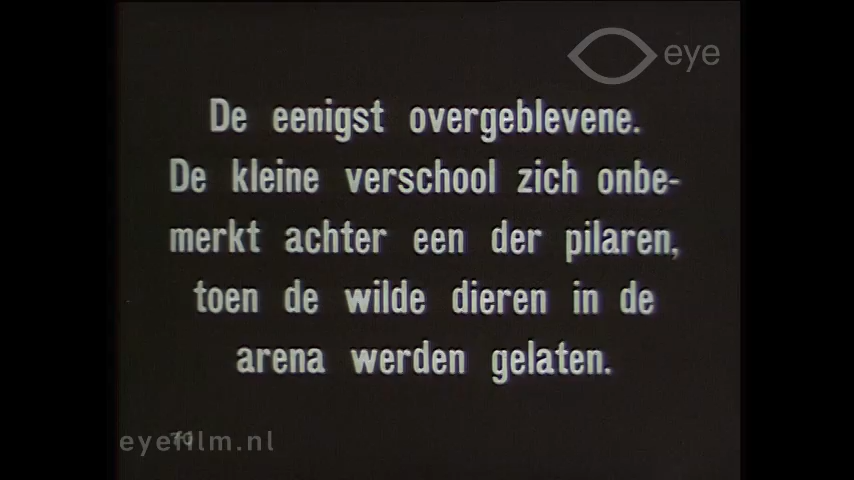 eye
De eenigst overgeblevene.
De kleine verschool zich onbe-
merkt achter een der pilaren,
toen de wilde dieren in de
arena werden gelaten.
70
eyefilm.nl